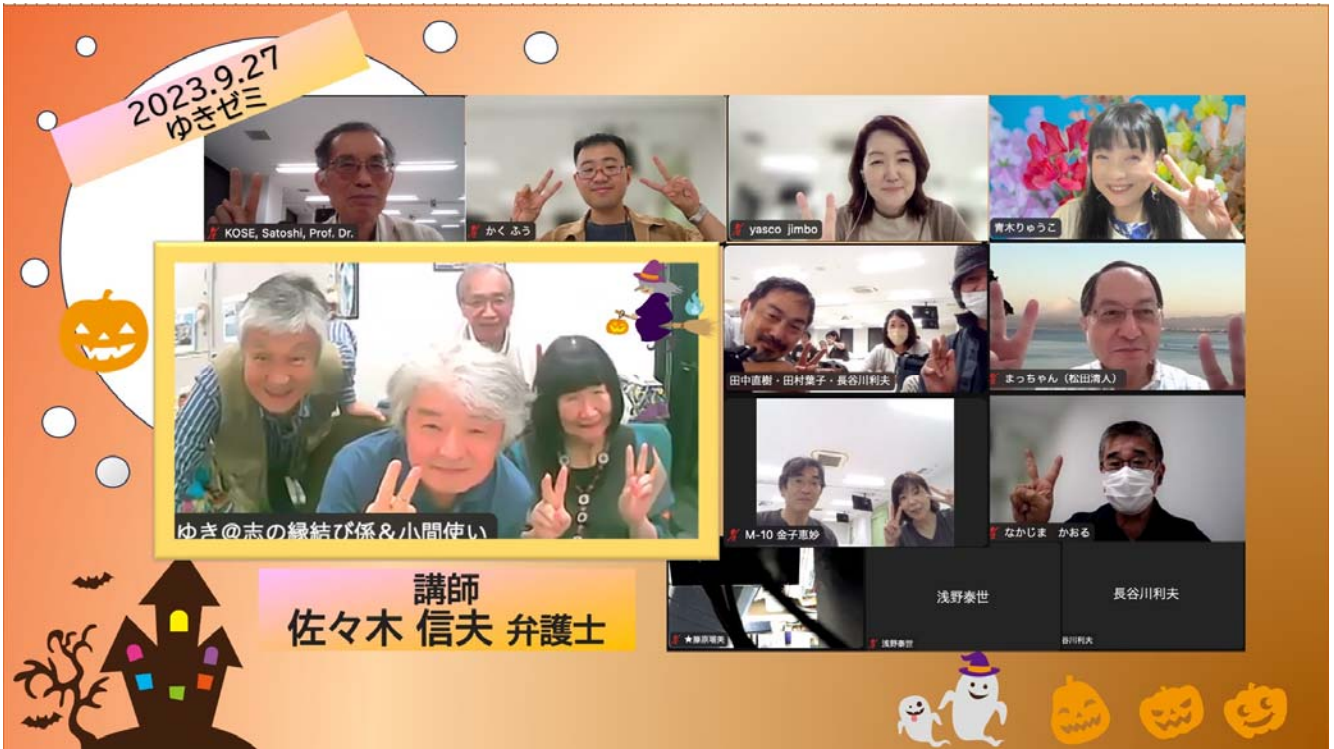 2023.9.27
ゆきゼミ
KOSE, Satoshi, Prof. Dr.
かく ふう
yasco jimbo
青木りゅうこ
ゆき@志の縁結び係&小間使い
田中直樹・田村葉子・長谷川利夫
まっちゃん（松田清人）
M-10 金子恵妙
なかじま かおる
講師
佐々木 信夫 弁護士
浅野泰世
長谷川利夫
浅野泰世
谷川利夫